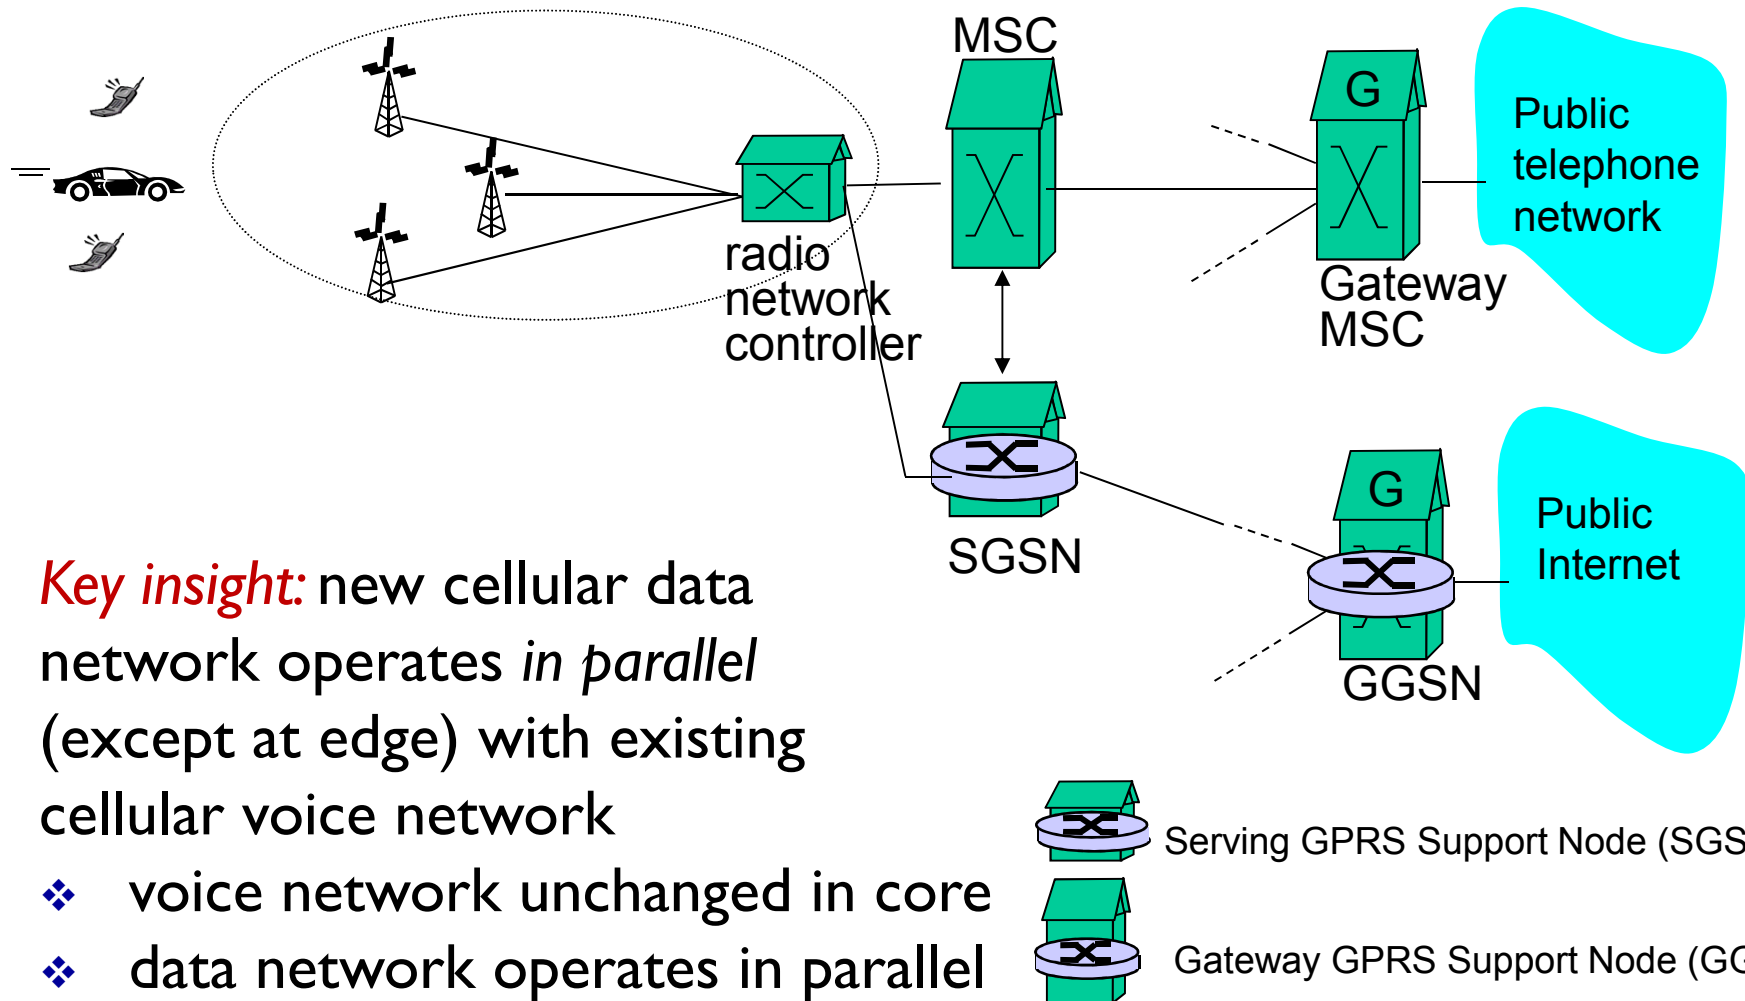 MSC
G
Public
telephone
network
radio
network
controller
Gateway
MSC
G
Public
Internet
SGSN
GGSN
Key insight: new cellular data
network operates in parallel
(except at edge) with existing
cellular voice network
❖ voice network unchanged in core
❖ data network operates in parallel
Serving GPRS Support Node (SGS
Gateway GPRS Support Node (GG